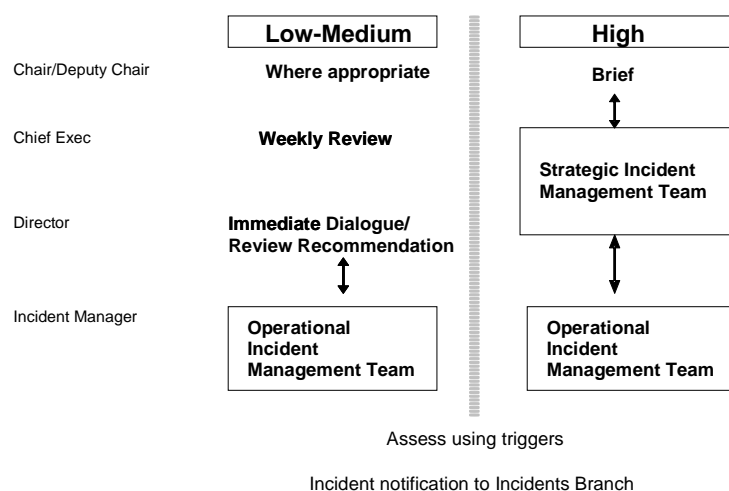 Low-Medium
High
Chair/Deputy Chair
Where appropriate
Brief
Chief Exec
Weekly Review
Strategic Incident
Management Team
Director
Immediate Dialogue/
Review Recommendation
Incident Manager
Operational
Incident
Management Team
Operational
Incident
Management Team
Assess using triggers
Incident notification to Incidents Branch